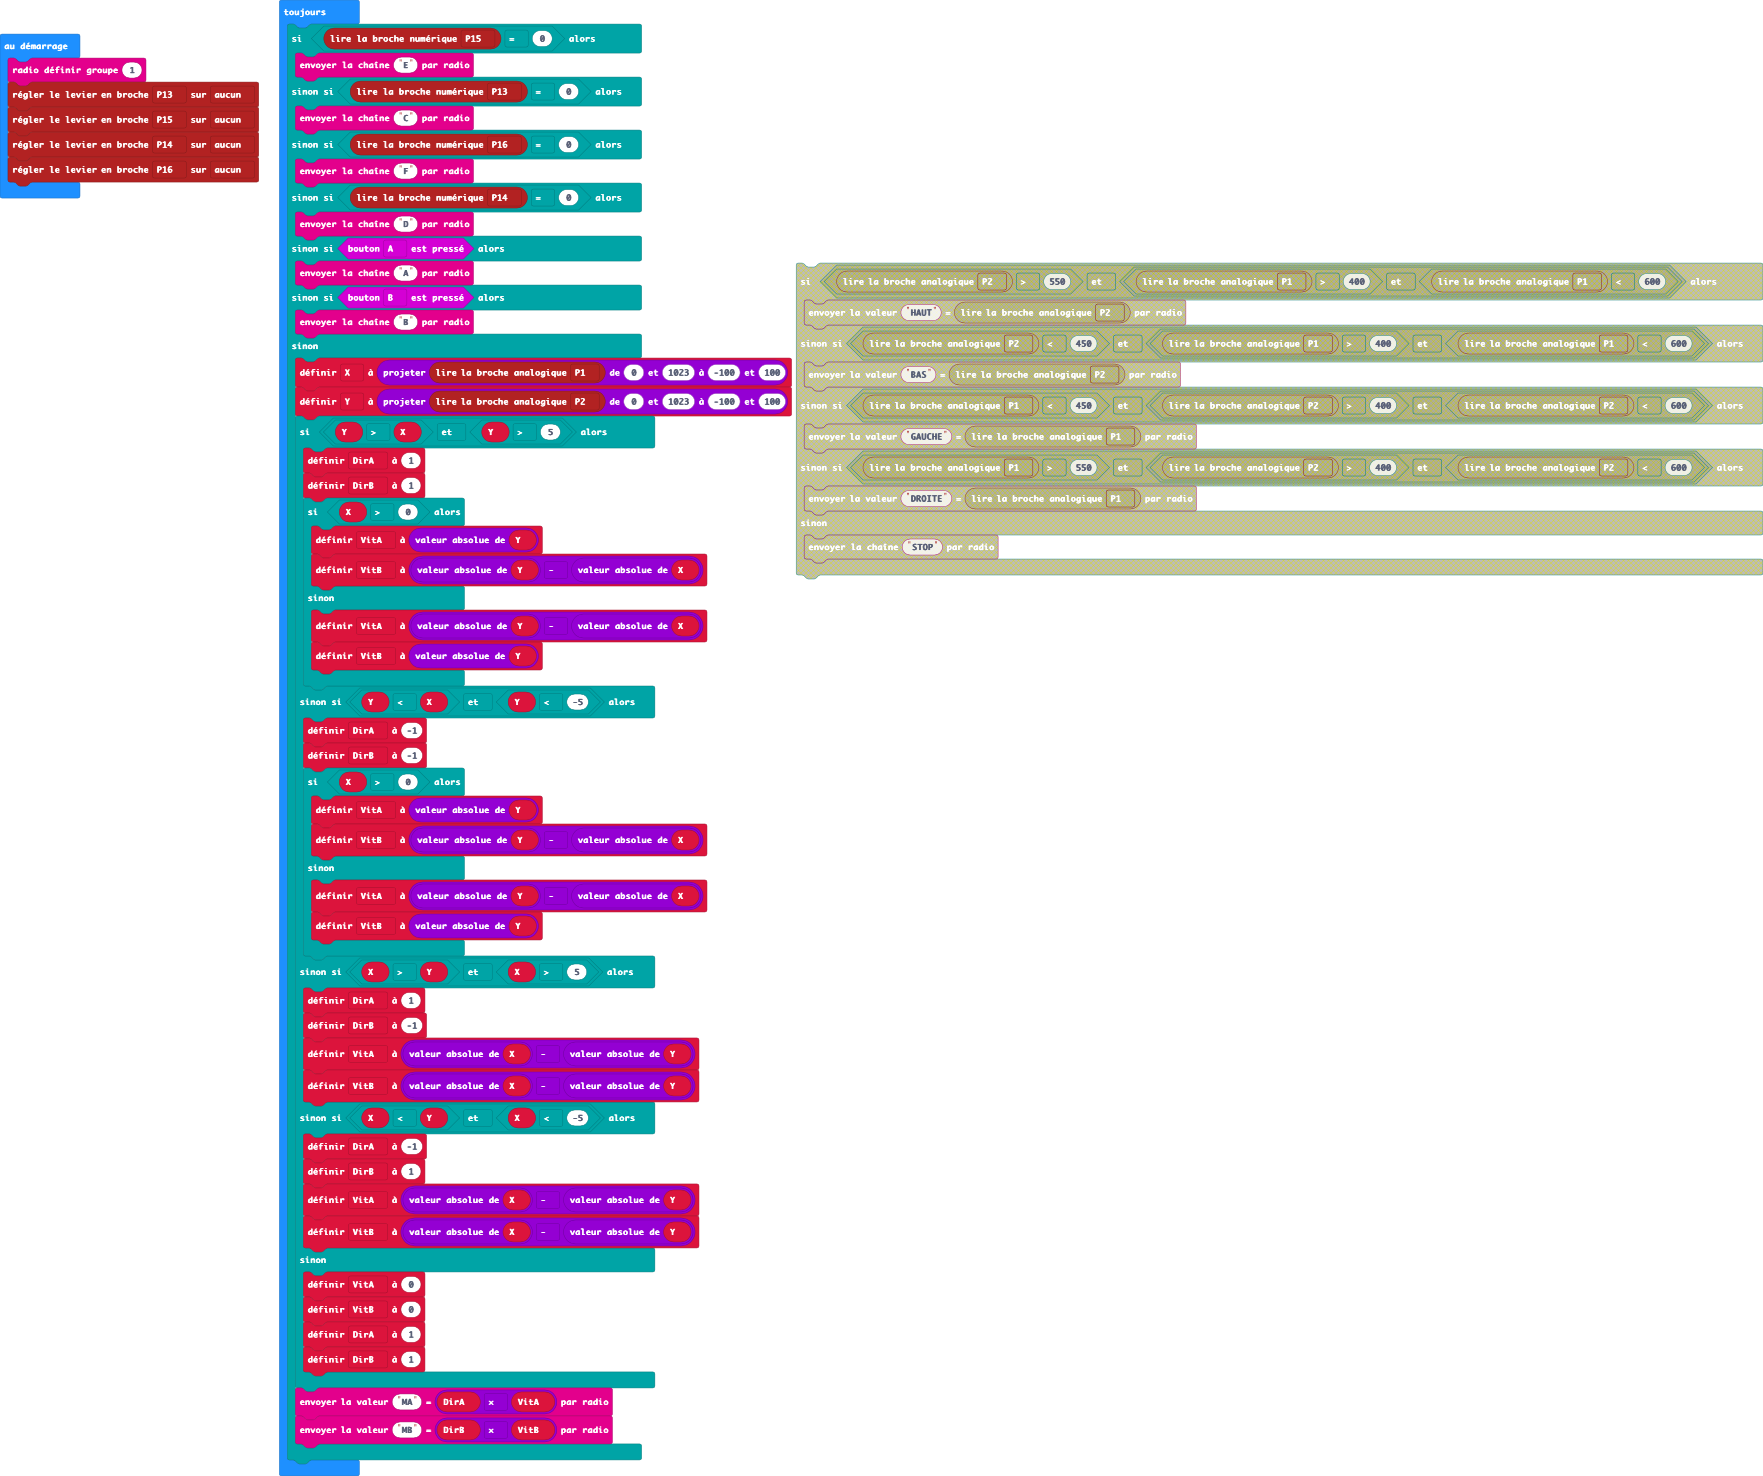 au démarrage
radio définir groupe 1
régler le levier en broche P13 sur aucun
régler le levier en broche P15 sur aucun
régler le levier en broche P14 sur aucun
régler le levier en broche P16 sur aucun
toujours
si lire la broche numérique P15 = 0 alors
envoyer la chaîne "E" par radio
sinon si lire la broche numérique P13 = 0 alors
envoyer la chaîne "C" par radio
sinon si lire la broche numérique P16 = 0 alors
envoyer la chaîne "F" par radio
sinon si lire la broche numérique P14 = 0 alors
envoyer la chaîne "D" par radio
sinon si bouton A est pressé alors
envoyer la chaîne "A" par radio
sinon si bouton B est pressé alors
envoyer la chaîne "B" par radio
sinon
définir X à projeter lire la broche analogique P1 de 0 et 1023 à -100 et 100
définir Y à projeter lire la broche analogique P2 de 0 et 1023 à -100 et 100
si Y > X et Y > 5 alors
définir DirA à 1
définir DirB à 1
si X > 0 alors
définir VitA à valeur absolue de Y
définir VitB à valeur absolue de Y - valeur absolue de X
sinon
définir VitA à valeur absolue de Y - valeur absolue de X
définir VitB à valeur absolue de Y
sinon si Y < X et Y < -5 alors
définir DirA à -1
définir DirB à -1
si X > 0 alors
définir VitA à valeur absolue de Y
définir VitB à valeur absolue de Y - valeur absolue de X
sinon
définir VitA à valeur absolue de Y - valeur absolue de X
définir VitB à valeur absolue de Y
sinon si X > Y et X > 5 alors
définir DirA à 1
définir DirB à -1
définir VitA à valeur absolue de X - valeur absolue de Y
définir VitB à valeur absolue de X - valeur absolue de Y
sinon si X < Y et X < -5 alors
définir DirA à -1
définir DirB à 1
définir VitA à valeur absolue de X - valeur absolue de Y
définir VitB à valeur absolue de X - valeur absolue de Y
sinon
définir VitA à 0
définir VitB à 0
définir DirA à 1
définir DirB à 1
envoyer la valeur "MA" = DirA × VitA par radio
envoyer la valeur "MB" = DirB × VitB par radio
si lire la broche analogique P2 > 550 et lire la broche analogique P1 > 400 et lire la broche analogique P1 < 600 alors
envoyer la valeur "HAUT" = lire la broche analogique P2 par radio
sinon si lire la broche analogique P2 < 450 et lire la broche analogique P1 > 400 et lire la broche analogique P1 < 600 alors
envoyer la valeur "BAS" = lire la broche analogique P2 par radio
sinon si lire la broche analogique P1 < 450 et lire la broche analogique P2 > 400 et lire la broche analogique P2 < 600 alors
envoyer la valeur "GAUCHE" = lire la broche analogique P1 par radio
sinon si lire la broche analogique P1 > 550 et lire la broche analogique P2 > 400 et lire la broche analogique P2 < 600 alors
envoyer la valeur "DROITE" = lire la broche analogique P1 par radio
sinon
envoyer la chaîne "STOP" par radio